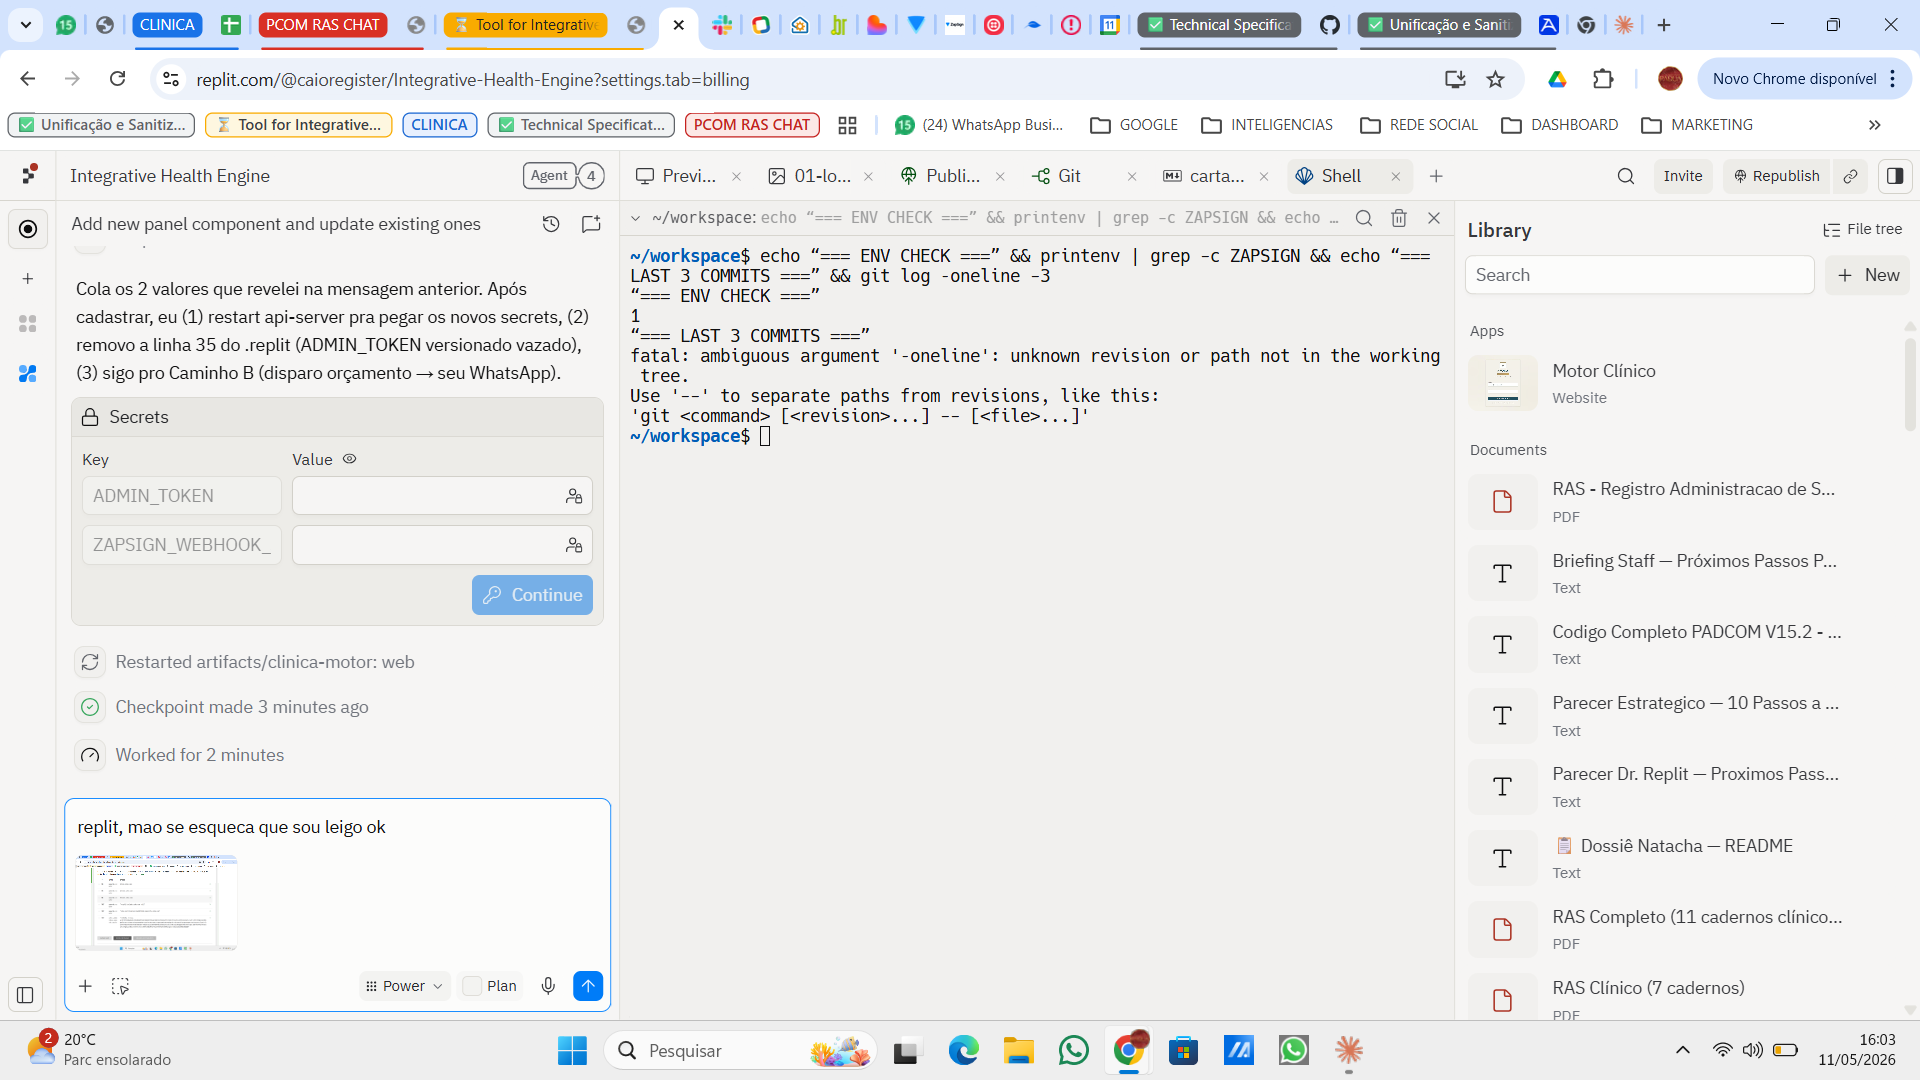 15
CLINICA
PCOM RAS CHAT
⌛ Tool for Integrative
✅ Technical Specifica
✅ Unificação e Saniti
replit.com/@caioregister/Integrative-Health-Engine?settings.tab=billing
Novo Chrome disponível
✅ Unificação e Sanitiz...
⌛ Tool for Integrative...
CLINICA
✅ Technical Specificat...
PCOM RAS CHAT
15 (24) WhatsApp Busi...
GOOGLE
INTELIGENCIAS
REDE SOCIAL
DASHBOARD
MARKETING
»
Integrative Health Engine
Agent 4
Add new panel component and update existing ones
Cola os 2 valores que revelei na mensagem anterior. Após
cadastrar, eu (1) restart api-server pra pegar os novos secrets, (2)
removo a linha 35 do .replit (ADMIN_TOKEN versionado vazado),
(3) sigo pro Caminho B (disparo orçamento → seu WhatsApp).
Secrets
Key Value
ADMIN_TOKEN
ZAPSIGN_WEBHOOK_
Continue
Restarted artifacts/clinica-motor: web
Checkpoint made 3 minutes ago
Worked for 2 minutes
replit, mao se esqueca que sou leigo ok
Power
Plan
Previ...
01-lo...
Publi...
Git
carta...
Shell
~/workspace: echo “=== ENV CHECK ===” && printenv | grep -c ZAPSIGN && echo …
~/workspace$ echo “=== ENV CHECK ===” && printenv | grep -c ZAPSIGN && echo “===
LAST 3 COMMITS ===” && git log -oneline -3
“=== ENV CHECK ===”
1
“=== LAST 3 COMMITS ===”
fatal: ambiguous argument '-oneline': unknown revision or path not in the working
tree.
Use '--' to separate paths from revisions, like this:
'git <command> [<revision>...] -- [<file>...]'
~/workspace$
Invite
Republish
Library
File tree
Search
New
Apps
Motor Clínico
Website
Documents
RAS - Registro Administracao de S...
PDF
Briefing Staff — Próximos Passos P...
Text
Codigo Completo PADCOM V15.2 - ...
Text
Parecer Estrategico — 10 Passos a ...
Text
Parecer Dr. Replit — Proximos Pass...
Text
📋 Dossiê Natacha — README
Text
RAS Completo (11 cadernos clínico...
PDF
RAS Clínico (7 cadernos)
PDF
2
20°C
Parc ensolarado
Pesquisar
16:03
11/05/2026